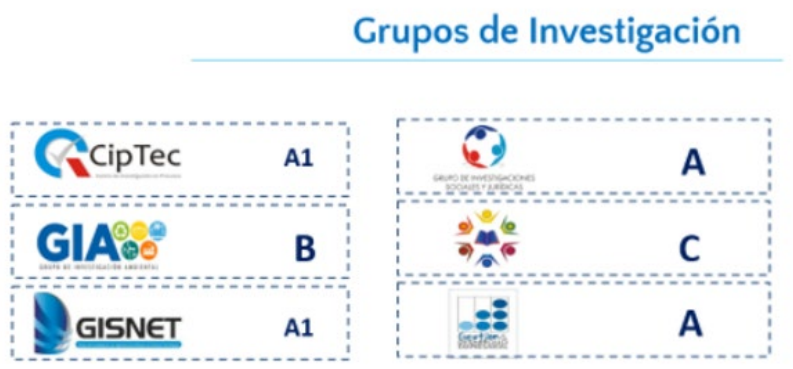 Grupos de Investigación
CipTec
A1
GIA
GRUPO DE INVESTIGACIÓN AMBIENTAL
B
GISNET
A1
GRUPO DE INVESTIGACIONES
SOCIALES Y JURÍDICAS
A
C
A